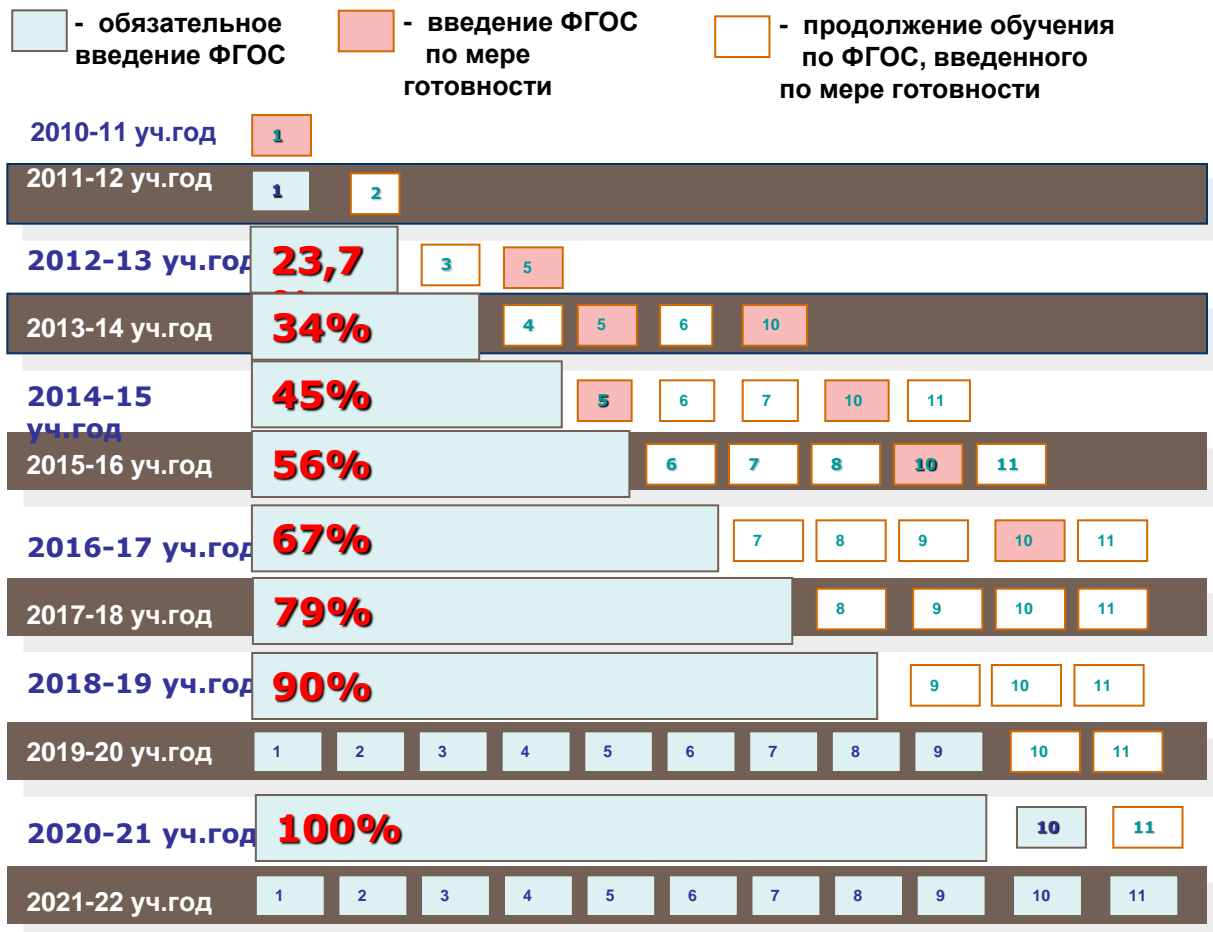 - обязательное
введение ФГОС
- введение ФГОС
по мере
готовности
- продолжение обучения
по ФГОС, введенного
по мере готовности
2010-11 уч.год 1
2011-12 уч.год 1 2
2012-13 уч.год 23,7 3 5
2013-14 уч.год 34% 4 5 6 10
2014-15 45% 5 6 7 10 11
уч.год
2015-16 уч.год 56% 6 7 8 10 11
2016-17 уч.год 67% 7 8 9 10 11
2017-18 уч.год 79% 8 9 10 11
2018-19 уч.год 90% 9 10 11
2019-20 уч.год 1 2 3 4 5 6 7 8 9 10 11
2020-21 уч.год 100% 10 11
2021-22 уч.год 1 2 3 4 5 6 7 8 9 10 11